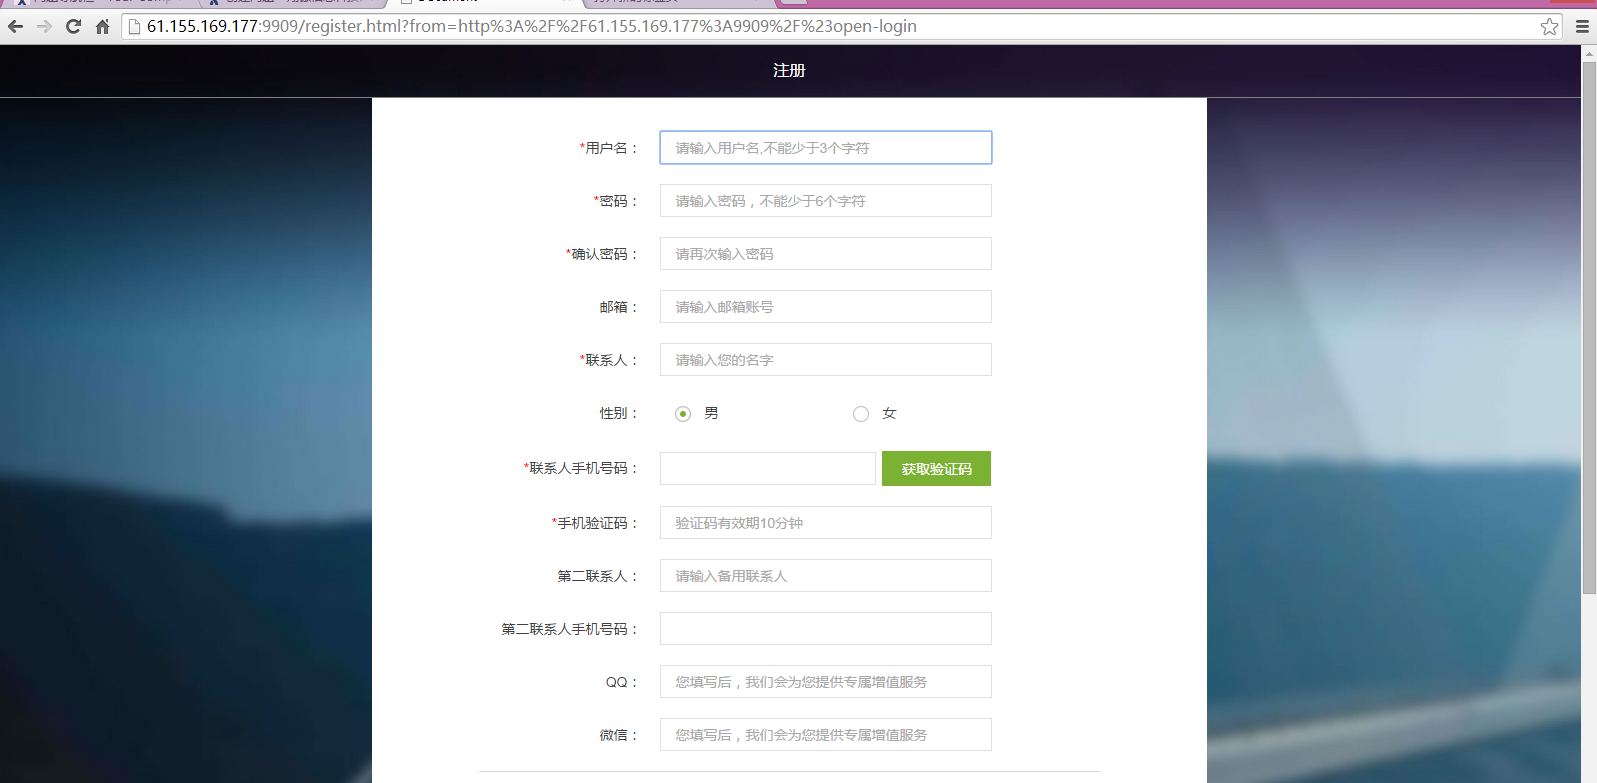 61.155.169.177:9909/register.html?from=http%3A%2F%2F61.155.169.177%3A9909%2F%23open-login
注册
*用户名：
请输入用户名,不能少于3个字符
*密码：
请输入密码，不能少于6个字符
*确认密码：
请再次输入密码
邮箱：
请输入邮箱账号
*联系人：
请输入您的名字
性别：
男
女
*联系人手机号码：
获取验证码
*手机验证码：
验证码有效期10分钟
第二联系人：
请输入备用联系人
第二联系人手机号码：
QQ：
您填写后，我们会为您提供专属增值服务
微信：
您填写后，我们会为您提供专属增值服务